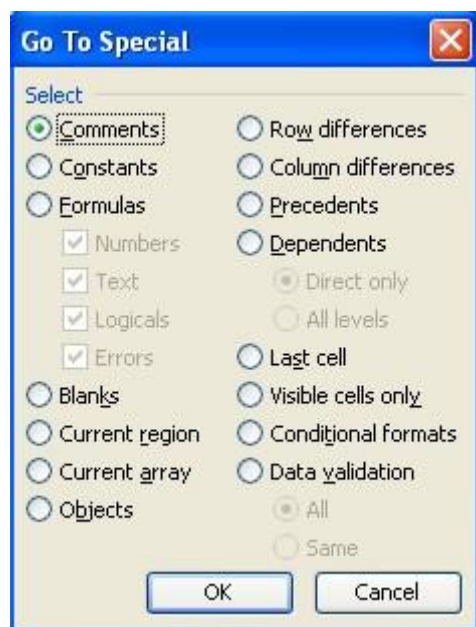 Go To Special
Select
Comments
Constants
Formulas
Numbers
Text
Logicals
Errors
Blanks
Current region
Current array
Objects
Row differences
Column differences
Precedents
Dependents
Direct only
All levels
Last cell
Visible cells only
Conditional formats
Data validation
All
Same
OK
Cancel